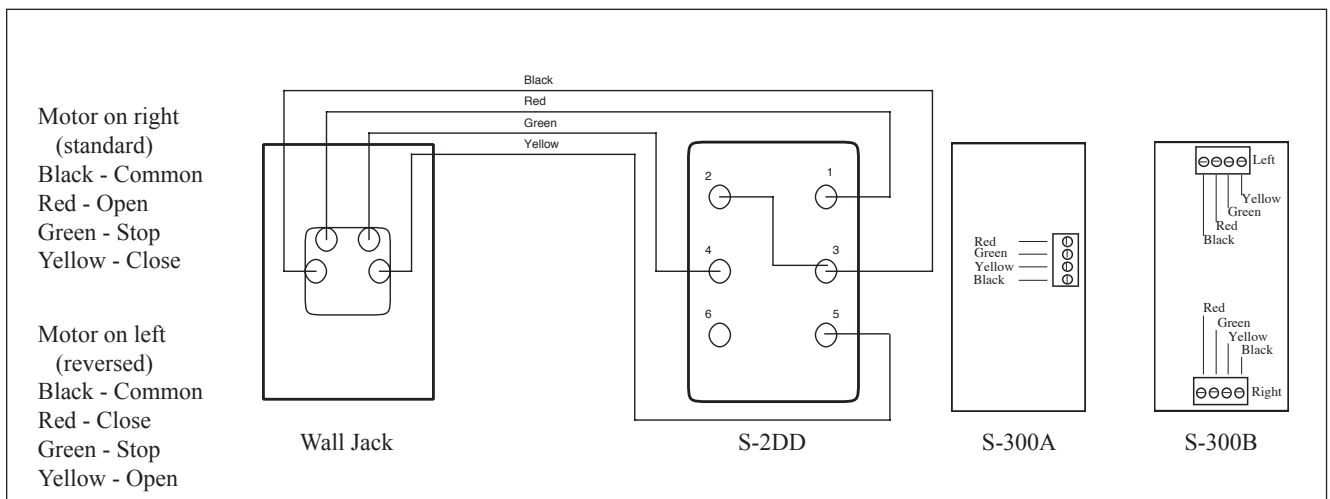 Motor on right
(standard)
Black - Common
Red - Open
Green - Stop
Yellow - Close
Motor on left
(reversed)
Black - Common
Red - Close
Green - Stop
Yellow - Open
Black
Red
Green
Yellow
Wall Jack
2
1
4
3
6
5
S-2DD
Red
Green
Yellow
Black
S-300A
Left
Yellow
Green
Red
Black
Red
Green
Yellow
Black
Right
S-300B